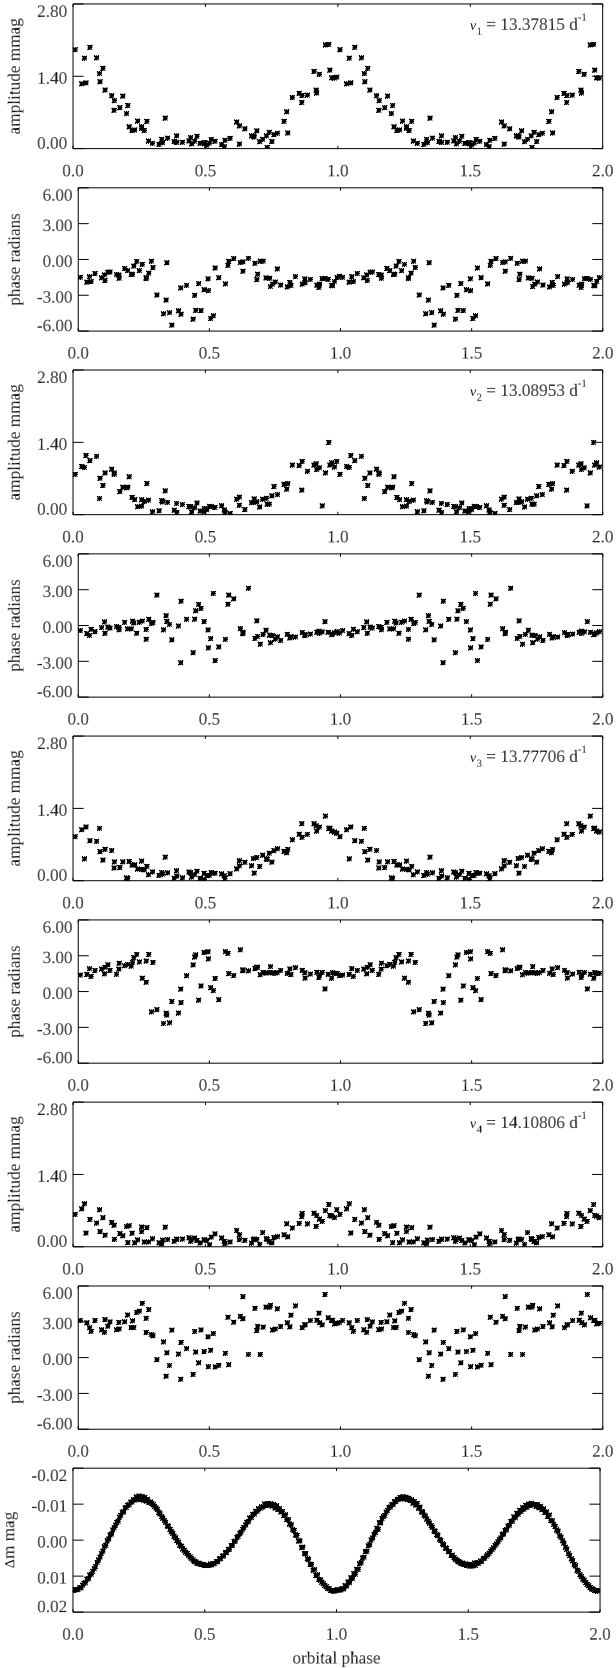 2.80
ν1 = 13.37815 d-1
amplitude mmag
1.40
0.00
0.0 0.5 1.0 1.5 2.0
6.00
3.00
phase radians
0.00
-3.00
-6.00
0.0 0.5 1.0 1.5 2.0
2.80
ν2 = 13.08953 d-1
amplitude mmag
1.40
0.00
0.0 0.5 1.0 1.5 2.0
6.00
3.00
phase radians
0.00
-3.00
-6.00
0.0 0.5 1.0 1.5 2.0
2.80
ν3 = 13.77706 d-1
amplitude mmag
1.40
0.00
0.0 0.5 1.0 1.5 2.0
6.00
3.00
phase radians
0.00
-3.00
-6.00
0.0 0.5 1.0 1.5 2.0
2.80
ν4 = 14.10806 d-1
amplitude mmag
1.40
0.00
0.0 0.5 1.0 1.5 2.0
6.00
3.00
phase radians
0.00
-3.00
-6.00
0.0 0.5 1.0 1.5 2.0
-0.02
-0.01
Δm mag
0.00
0.01
0.02
0.0 0.5 1.0 1.5 2.0
orbital phase